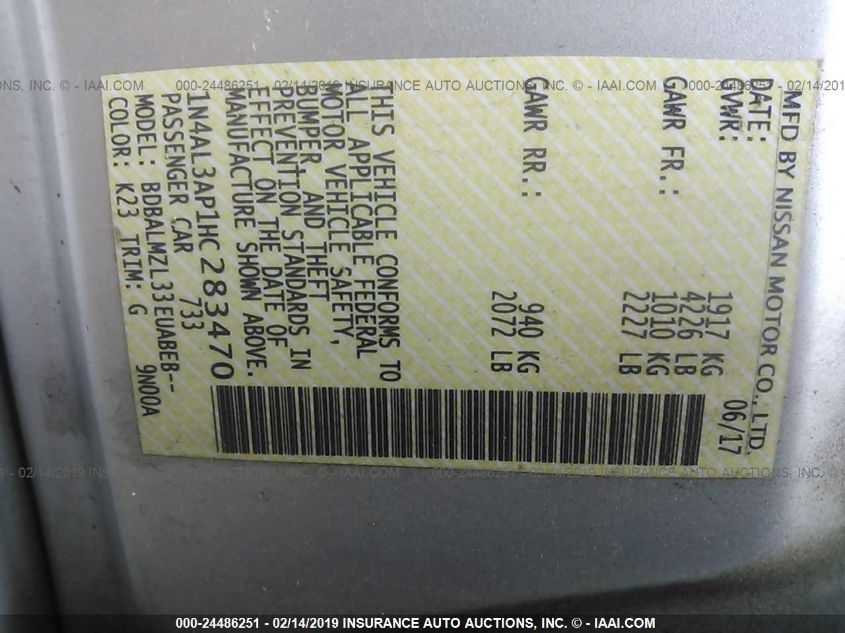 MFD BY NISSAN MOTOR CO., LTD.
DATE: 06/17
GVWR: 1917 KG
4226 LB
GAWR FR.: 1010 KG
2227 LB
GAWR RR.: 940 KG
2072 LB
THIS VEHICLE CONFORMS TO
ALL APPLICABLE FEDERAL
MOTOR VEHICLE SAFETY,
BUMPER, AND THEFT
PREVENTION STANDARDS IN
EFFECT ON THE DATE OF
MANUFACTURE SHOWN ABOVE.
1N4AL3AP1HC283470
PASSENGER CAR 733
MODEL: BDBALMZL33EUABEB--
COLOR: K23 TRIM: G 9N00A
000-24486251 - 02/14/2019 INSURANCE AUTO AUCTIONS, INC. - IAAI.COM